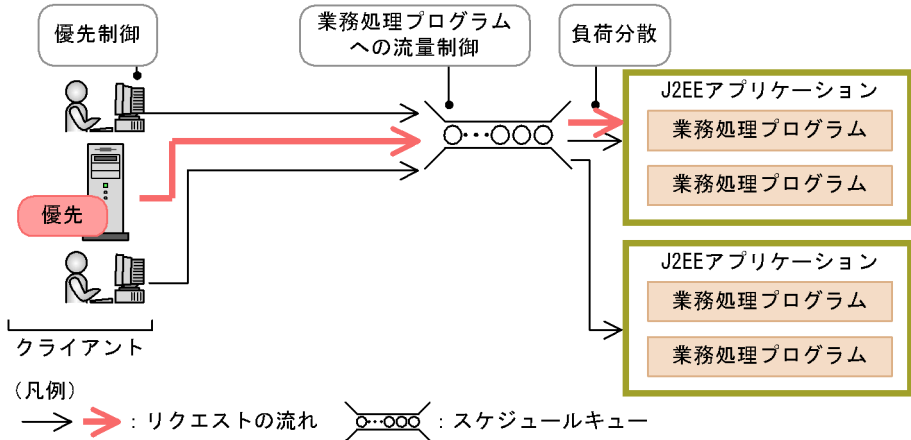 優先制御
業務処理プログラム
への流量制御
負荷分散
J2EEアプリケーション
業務処理プログラム
業務処理プログラム
優先
J2EEアプリケーション
業務処理プログラム
業務処理プログラム
クライアント
(凡例)
:リクエストの流れ
:スケジュールキュー